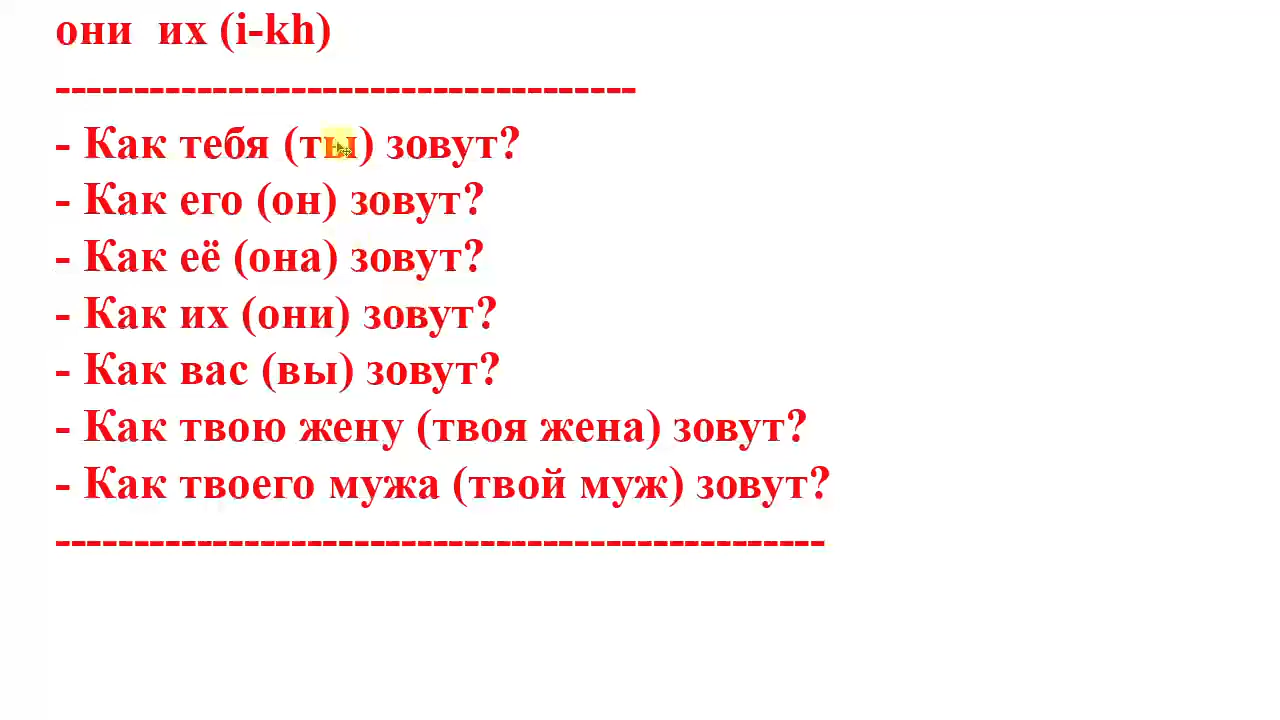 они  их (i-kh)
-------------------------------------
- Как тебя (ты) зовут?
- Как его (он) зовут?
- Как её (она) зовут?
- Как их (они) зовут?
- Как вас (вы) зовут?
- Как твою жену (твоя жена) зовут?
- Как твоего мужа (твой муж) зовут?
-------------------------------------------------